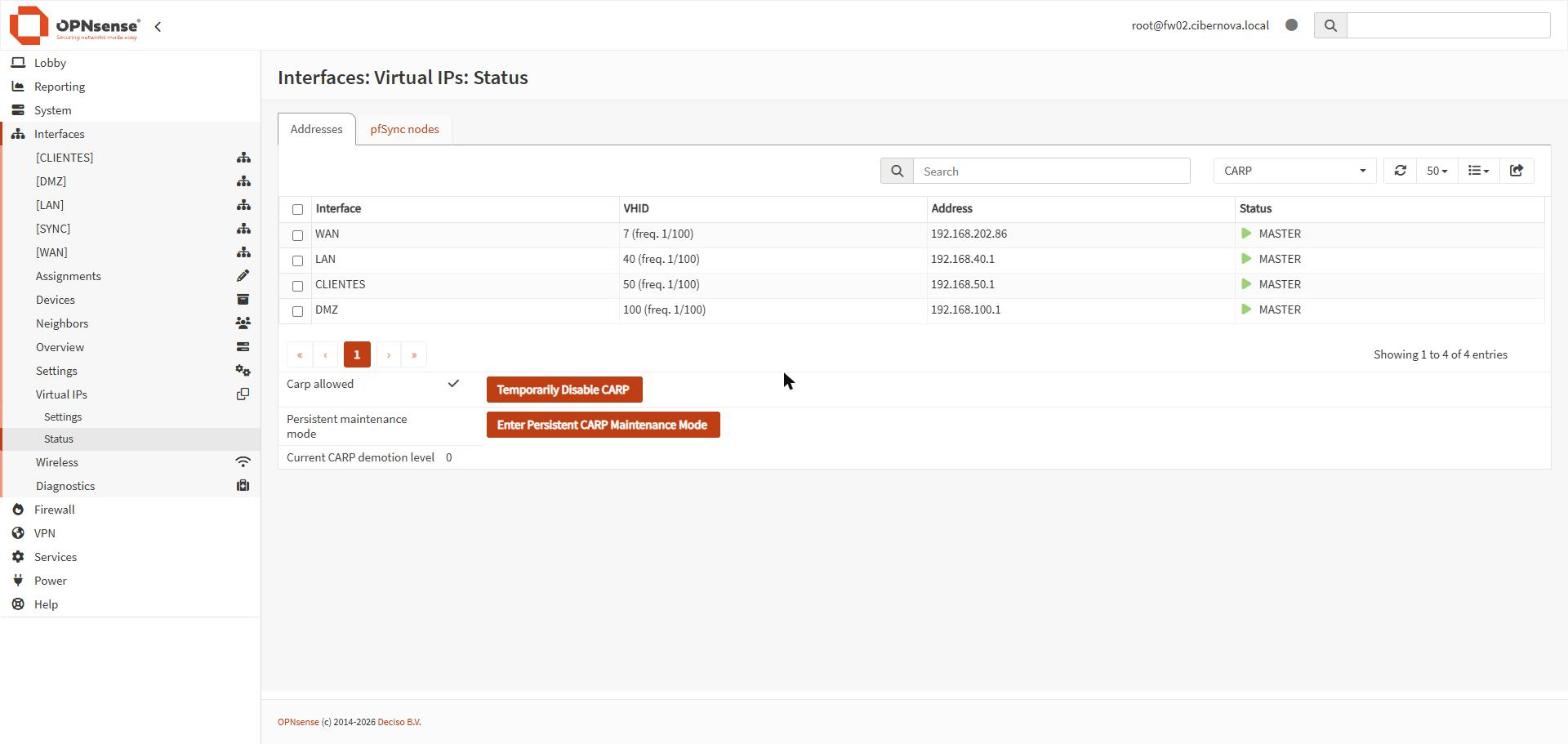 OPNsense®
Securing networks made easy
root@fw02.cibernova.local
Lobby
Reporting
System
Interfaces
[CLIENTES]
[DMZ]
[LAN]
[SYNC]
[WAN]
Assignments
Devices
Neighbors
Overview
Settings
Virtual IPs
Settings
Status
Wireless
Diagnostics
Firewall
VPN
Services
Power
Help
Interfaces: Virtual IPs: Status
Addresses pfSync nodes
Search CARP 50
Interface VHID Address Status
WAN 7 (freq. 1/100) 192.168.202.86 MASTER
LAN 40 (freq. 1/100) 192.168.40.1 MASTER
CLIENTES 50 (freq. 1/100) 192.168.50.1 MASTER
DMZ 100 (freq. 1/100) 192.168.100.1 MASTER
« ‹ 1 › » Showing 1 to 4 of 4 entries
Carp allowed Temporarily Disable CARP
Persistent maintenance
mode
Enter Persistent CARP Maintenance Mode
Current CARP demotion level 0
OPNsense (c) 2014-2026 Deciso B.V.